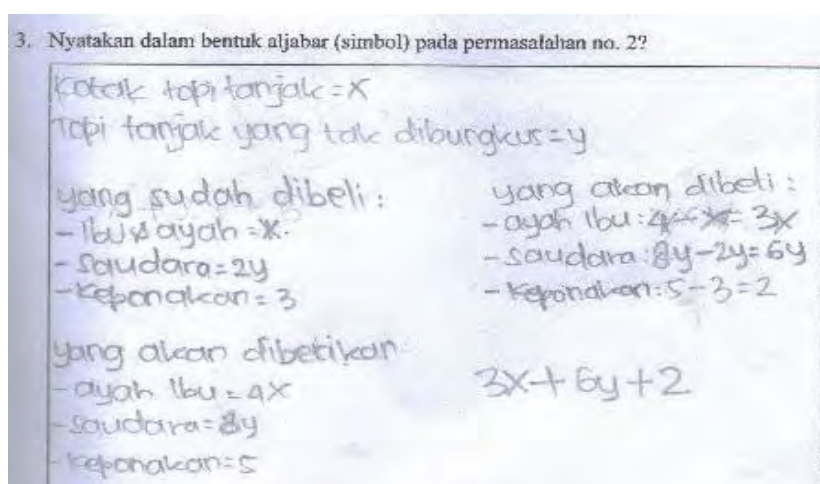 3. Nyatakan dalam bentuk aljabar (simbol) pada permasalahan no. 2?
Kotak topi tanjak = x
Topi tanjak yang tak dibungkus = y
yang sudah dibeli :
- Ibu & ayah = x.
- Saudara = 2y
- Keponakan = 3
yang akan dibelikan
- ayah Ibu = 4x
- Saudara = 8y
- keponakan = 5
yang akan dibeli :
- ayah Ibu : 4x - x = 3x
- saudara : 8y - 2y = 6y
- Keponakan : 5 - 3 = 2
3x + 6y + 2